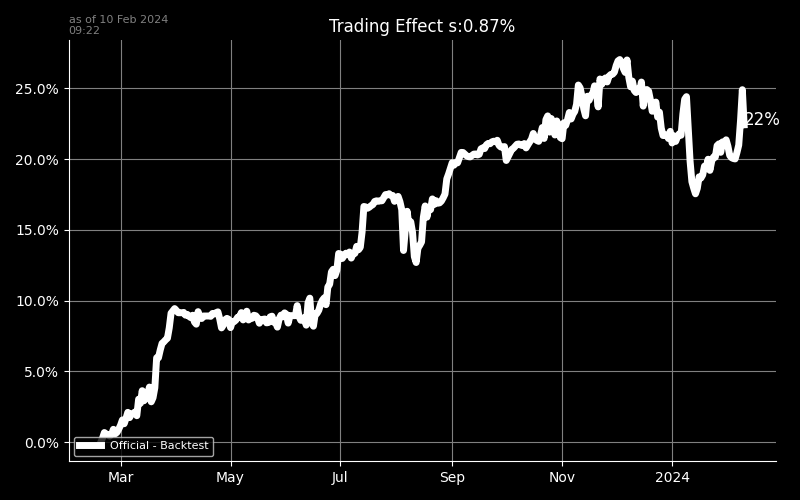 as of 10 Feb 2024
09:22
Trading Effect s:0.87%
25.0%
20.0%
15.0%
10.0%
5.0%
0.0%
22%
Official - Backtest
Mar May Jul Sep Nov 2024